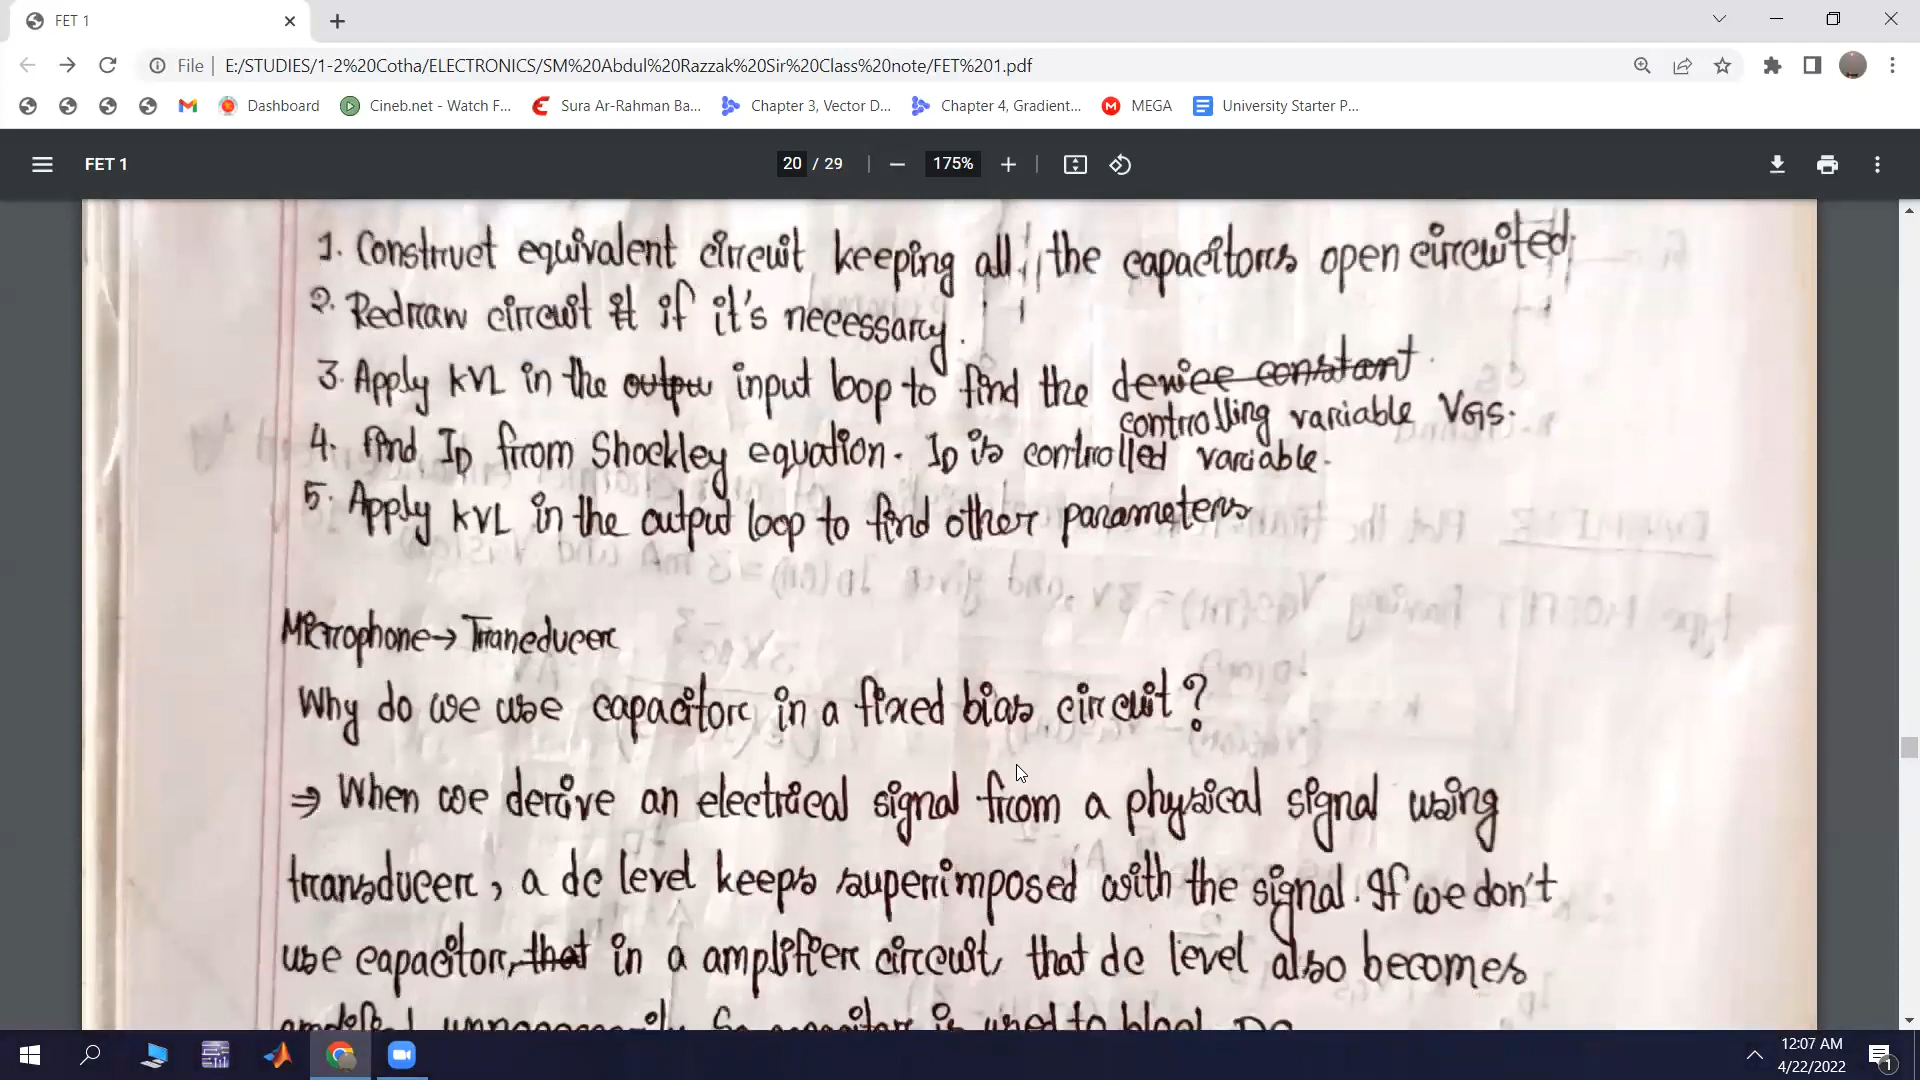 FET 1
File | E:/STUDIES/1-2%20Cotha/ELECTRONICS/SM%20Abdul%20Razzak%20Sir%20Class%20note/FET%201.pdf
Dashboard Cineb.net - Watch F... Sura Ar-Rahman Ba... Chapter 3, Vector D... Chapter 4, Gradient... MEGA University Starter P...
FET 1 20 / 29 175%
1. Construct equivalent circuit keeping all the capacitors open circuited.
2. Redraw circuit if it's necessary.
3. Apply KVL in the outpu input loop to find the device constant
controlling variable VGS.
4. find ID from Shockley equation. ID is controlled variable.
5. Apply KVL in the output loop to find other parameters
Microphone → Tranducer
Why do we use capacitor in a fixed bias circuit?
⇒ When we derive an electrical signal from a physical signal using
transducer, a dc level keeps superimposed with the signal. If we don't
use capacitor, that in a amplifier circuit, that dc level also becomes
12:07 AM
4/22/2022
1